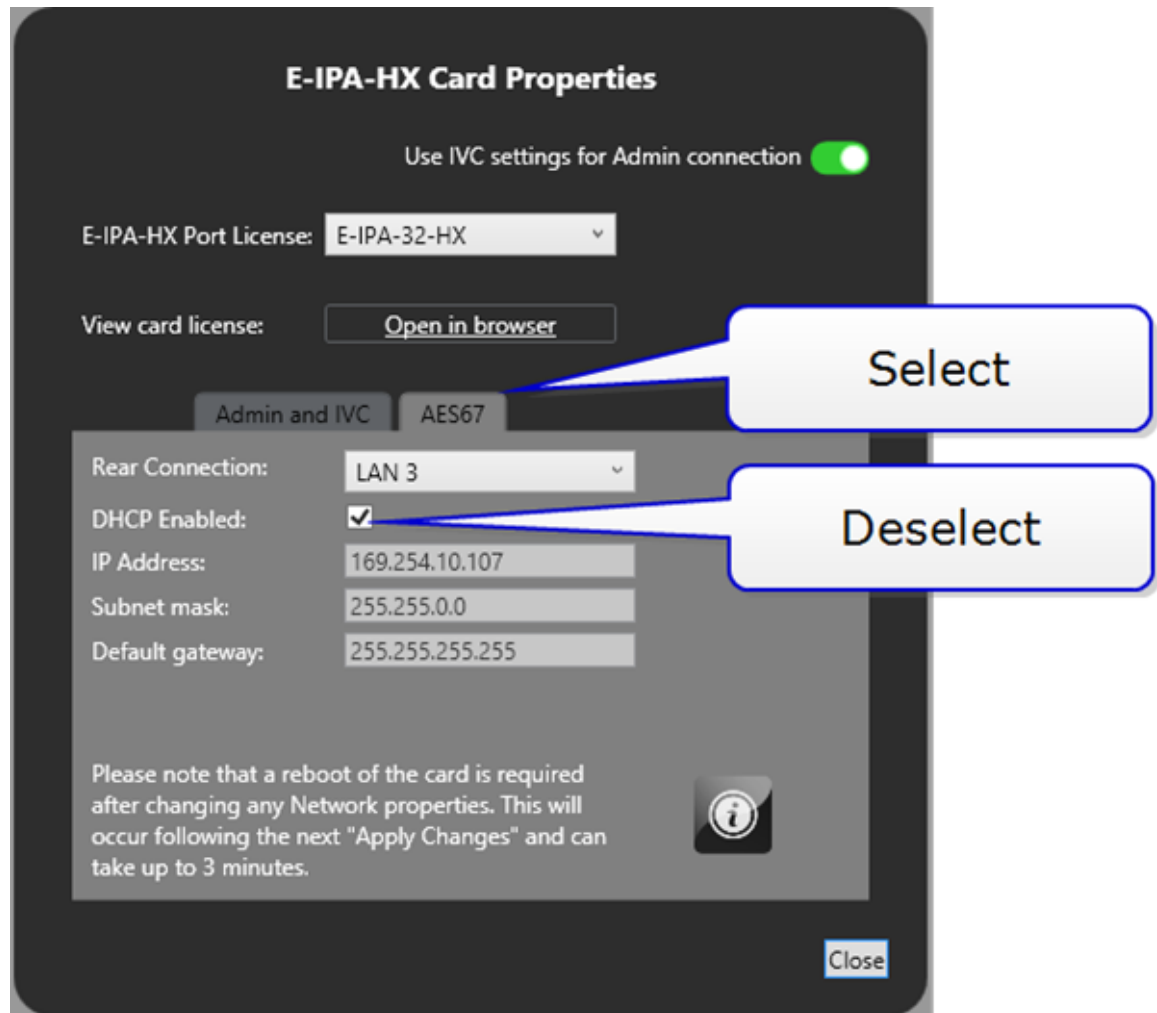 E-IPA-HX Card Properties
Use IVC settings for Admin connection
E-IPA-HX Port License: E-IPA-32-HX
View card license: Open in browser
Select
Admin and IVC AES67
Rear Connection: LAN 3
Deselect
DHCP Enabled:
IP Address: 169.254.10.107
Subnet mask: 255.255.0.0
Default gateway: 255.255.255.255
Please note that a reboot of the card is required
after changing any Network properties. This will
occur following the next "Apply Changes" and can
take up to 3 minutes.
i
Close